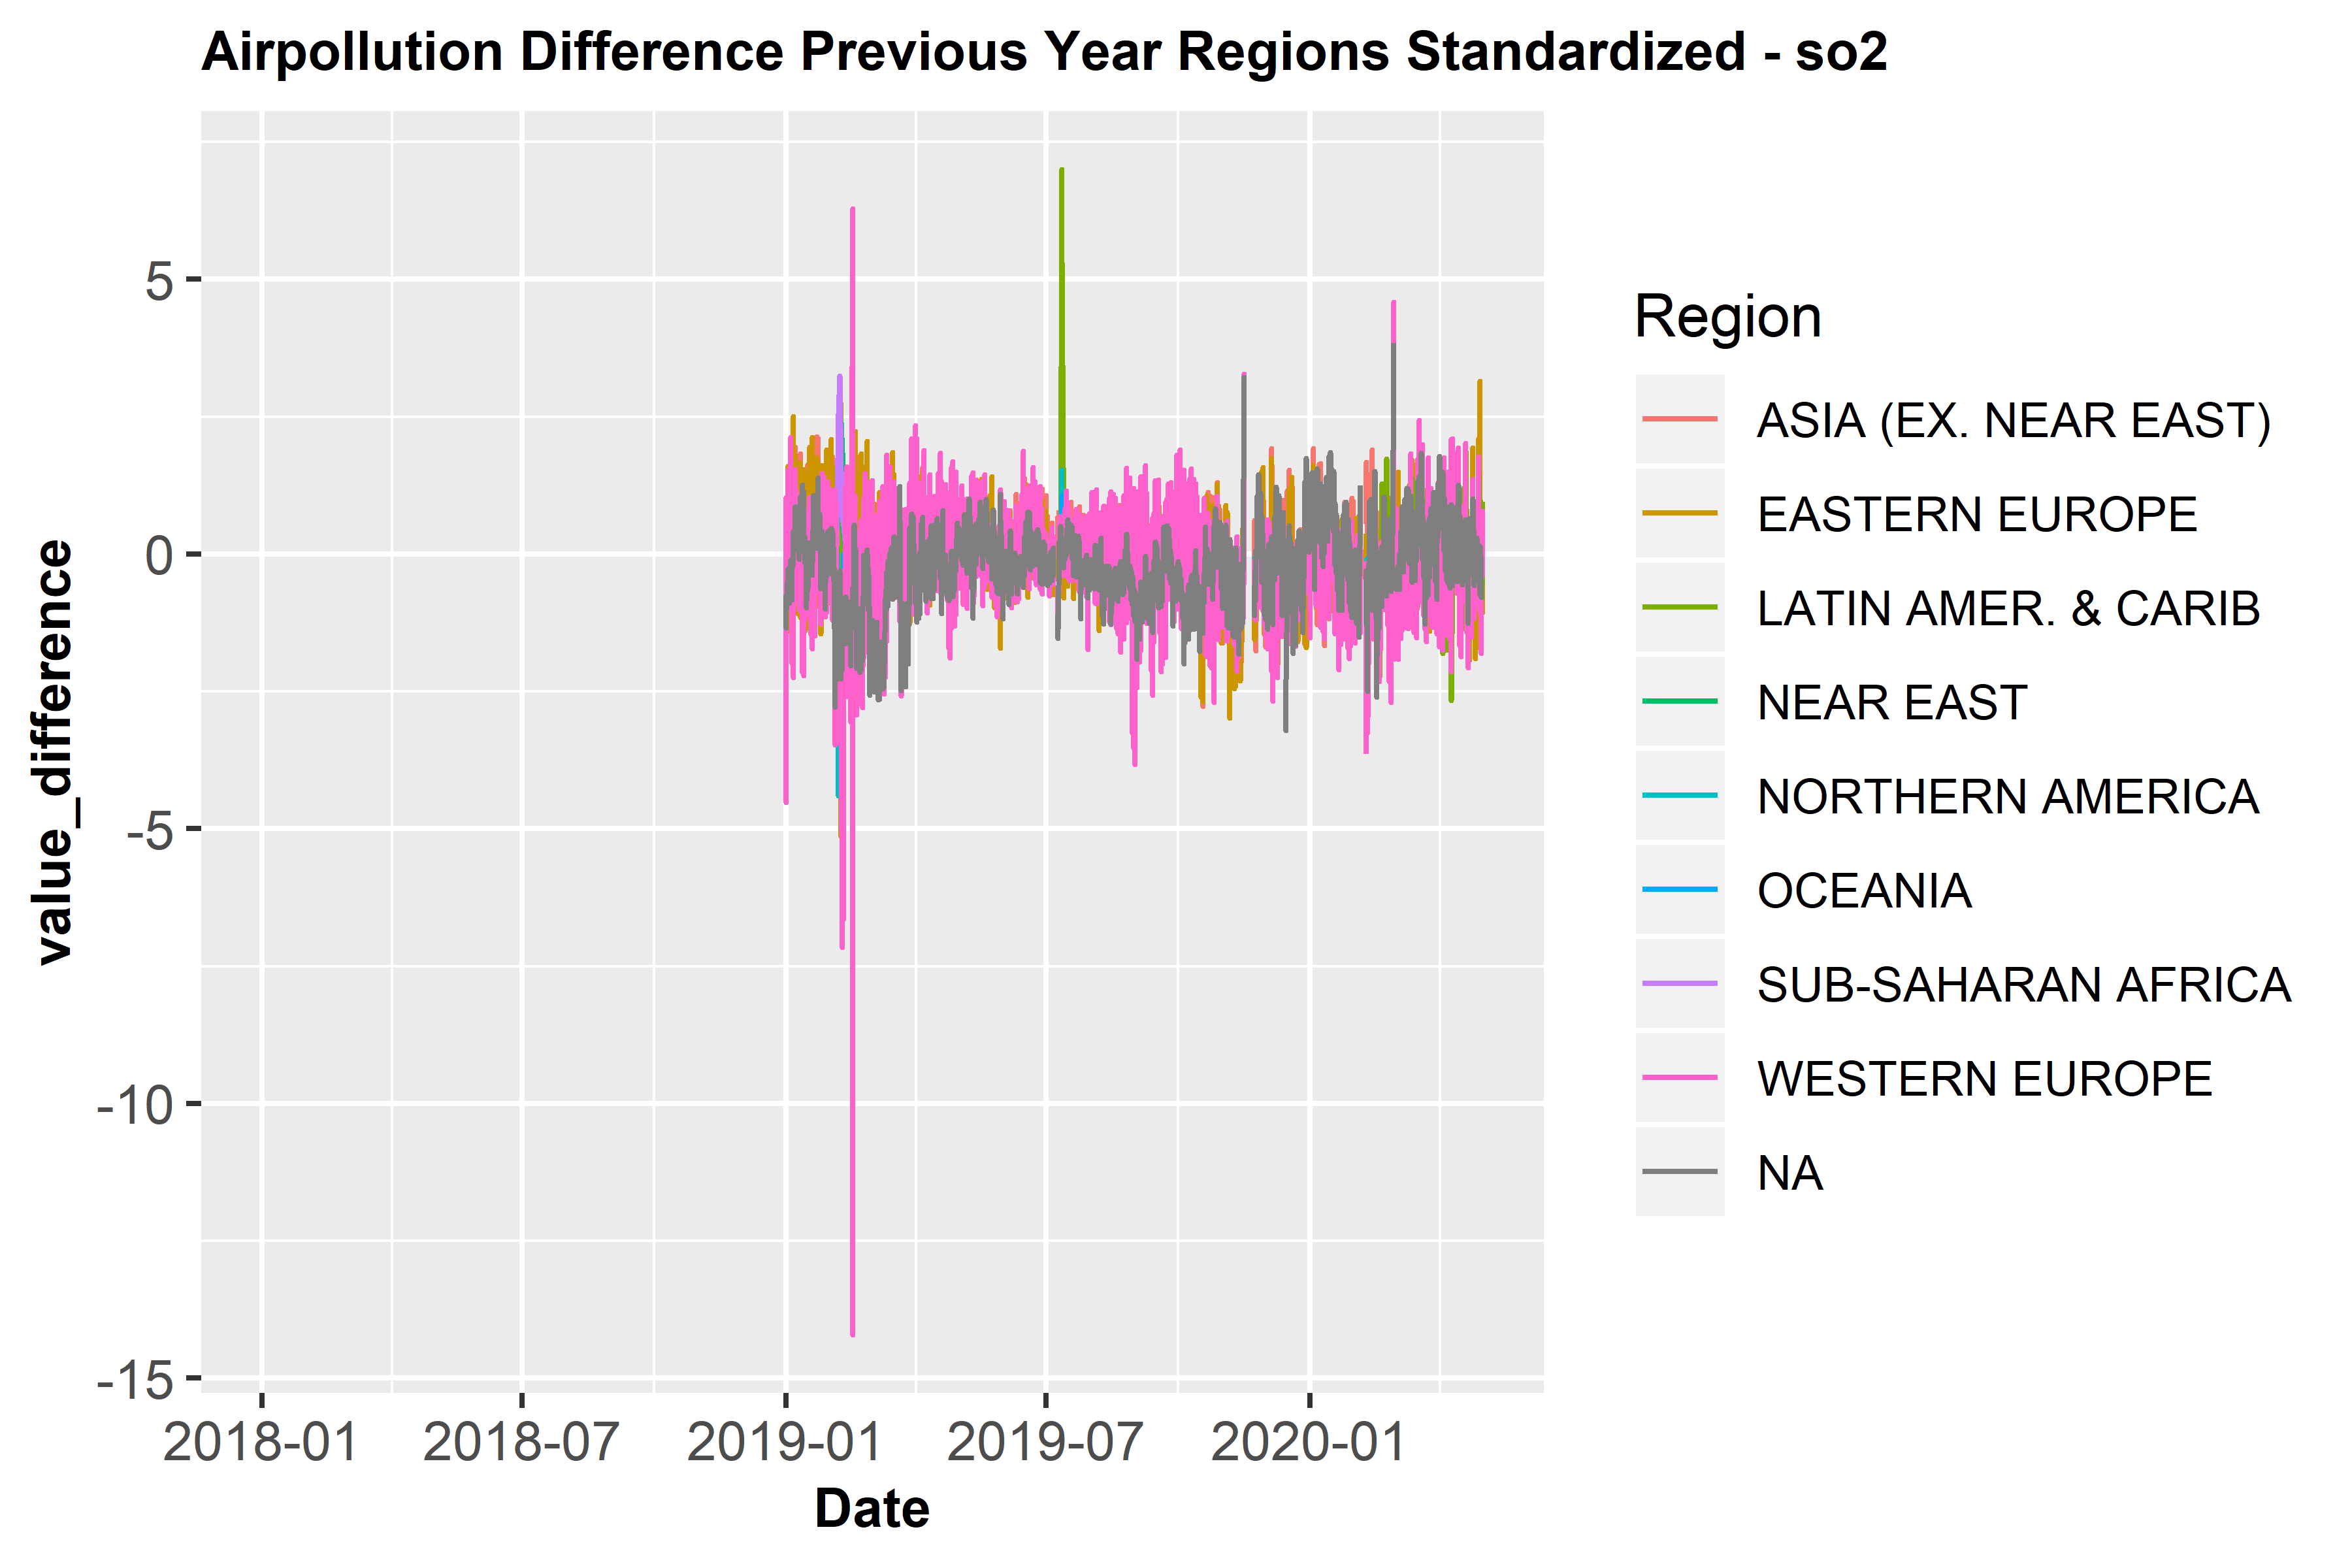 Airpollution Difference Previous Year Regions Standardized - so2
value_difference
5
0
-5
-10
-15
2018-01
2018-07
2019-01
2019-07
2020-01
Date
Region
ASIA (EX. NEAR EAST)
EASTERN EUROPE
LATIN AMER. & CARIB
NEAR EAST
NORTHERN AMERICA
OCEANIA
SUB-SAHARAN AFRICA
WESTERN EUROPE
NA